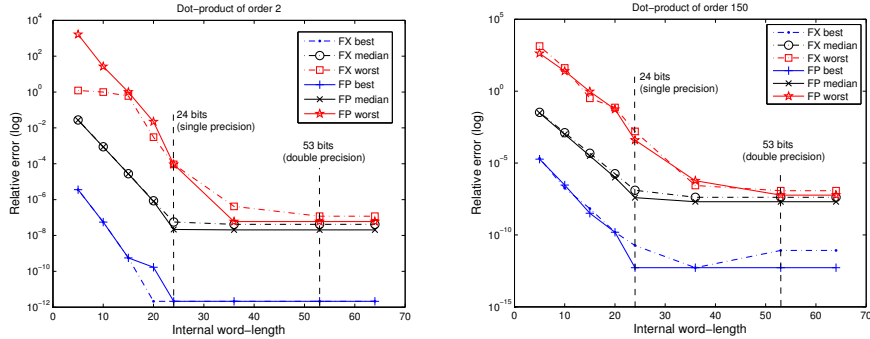 Dot−product of order 2
Relative error (log)
10^4
10^2
10^0
10^−2
10^−4
10^−6
10^−8
10^−10
10^−12
0 10 20 30 40 50 60 70
Internal word−length
24 bits
(single precision)
53 bits
(double precision)
FX best
FX median
FX worst
FP best
FP median
FP worst
Dot−product of order 150
Relative error (log)
10^5
10^0
10^−5
10^−10
10^−15
0 10 20 30 40 50 60 70
Internal word−length
24 bits
(single precision)
53 bits
(double precision)
FX best
FX median
FX worst
FP best
FP median
FP worst